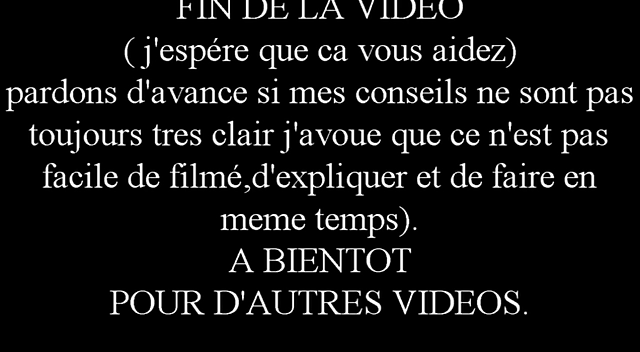 FIN DE LA VIDEO
( j'espére que ca vous aidez)
pardons d'avance si mes conseils ne sont pas
toujours tres clair j'avoue que ce n'est pas
facile de filmé,d'expliquer et de faire en
meme temps).
A BIENTOT
POUR D'AUTRES VIDEOS.